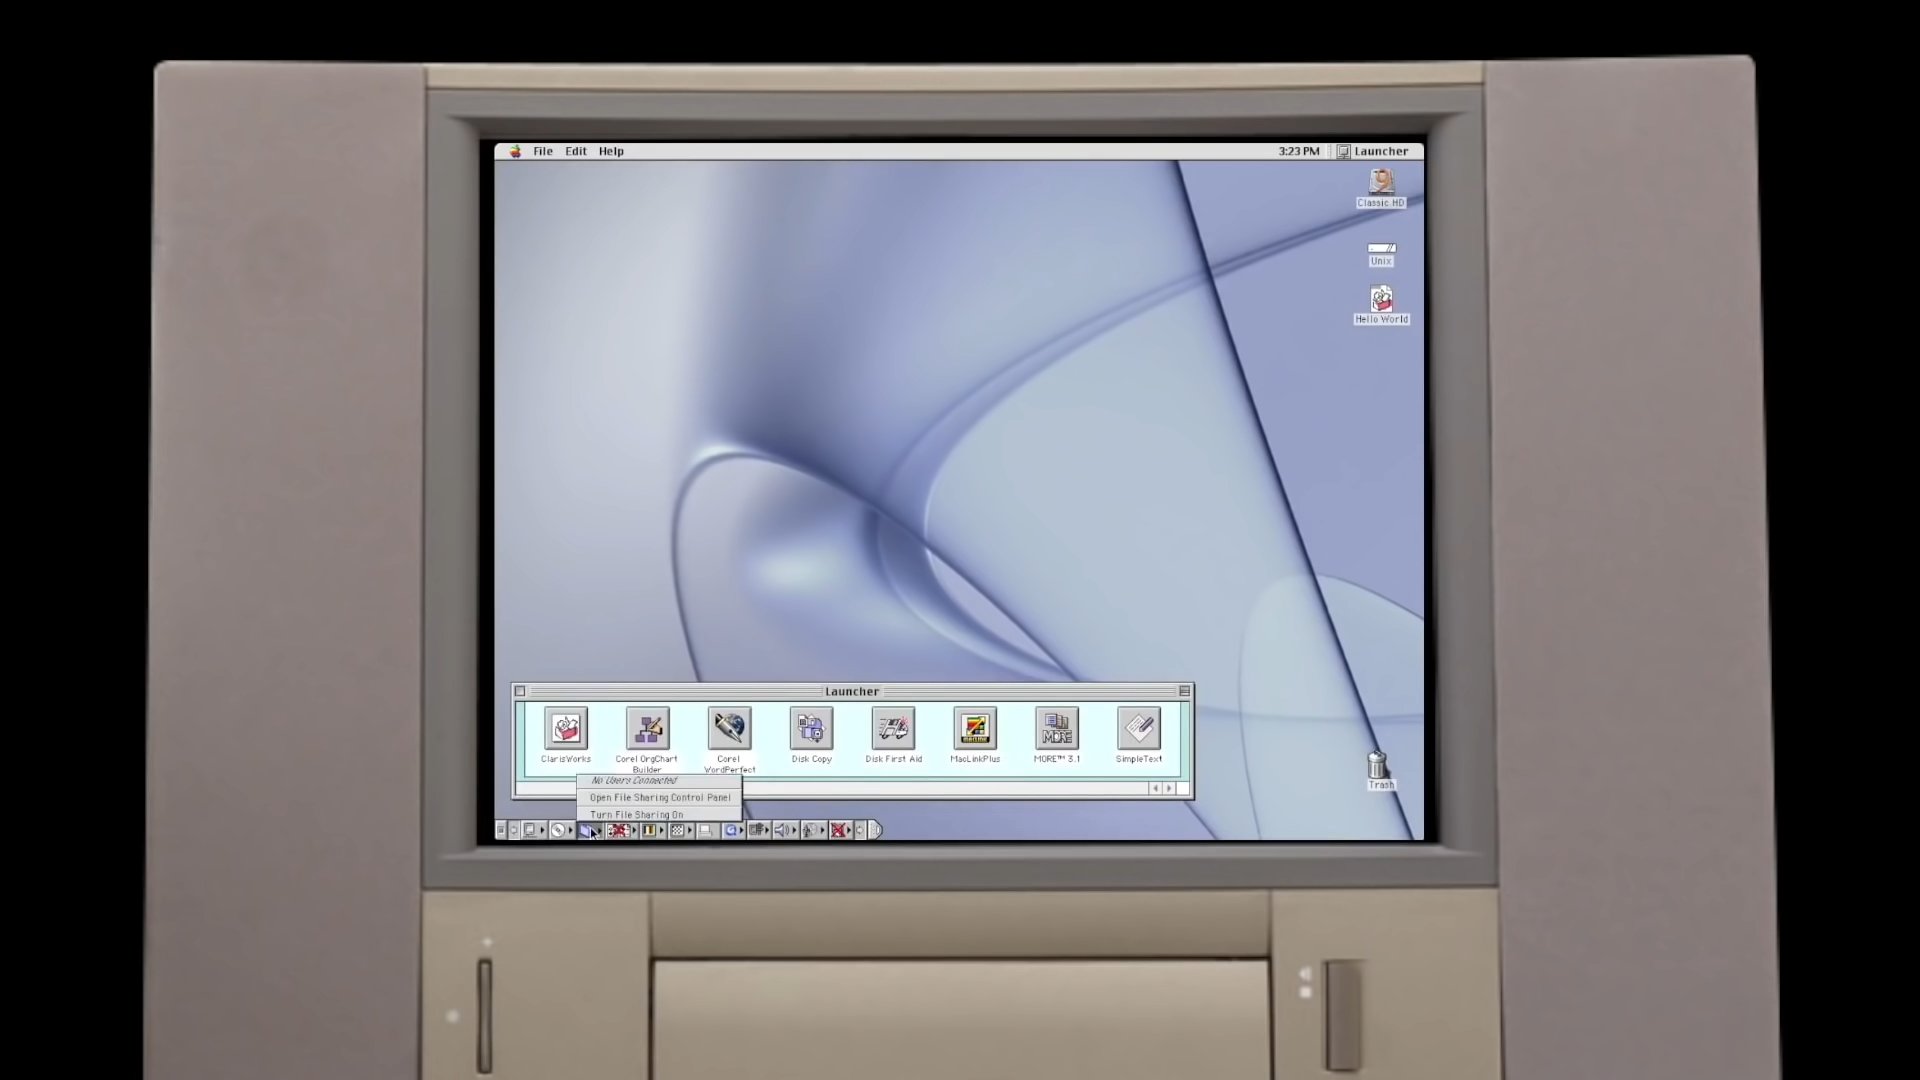 File Edit Help 3:23 PM Launcher
Classic HD
Unix
Hello World
Launcher
MORE
ClarisWorks Corel OrgChart Builder Corel WordPerfect Disk Copy Disk First Aid MacLinkPlus MORE™ 3.1 SimpleText
No Users Connected
Open File Sharing Control Panel
Turn File Sharing On
Trash